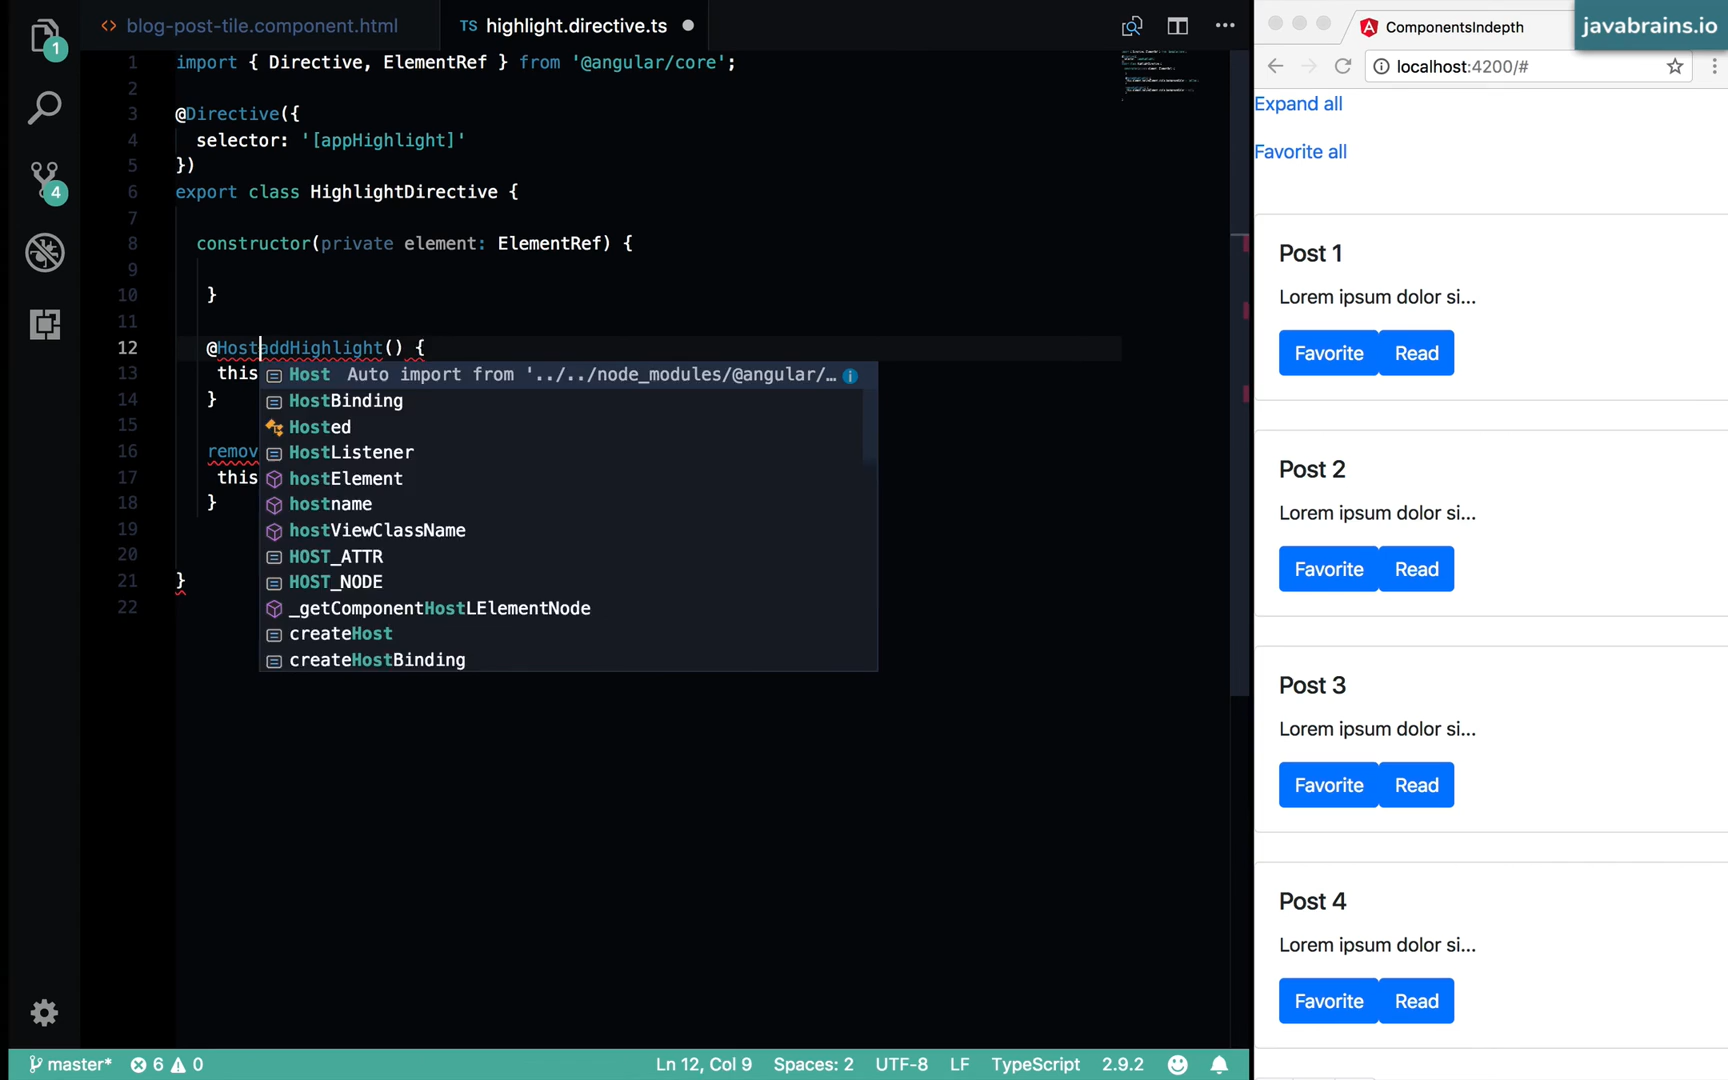 blog-post-tile.component.html
TS highlight.directive.ts
1 import { Directive, ElementRef } from '@angular/core';
2
3 @Directive({
4 selector: '[appHighlight]'
5 })
6 export class HighlightDirective {
7
8 constructor(private element: ElementRef) {
9
10 }
11
12 @HostaddHighlight() {
13 this
14 }
15
16 remov
17 this
18 }
19
20
21 }
22
Host Auto import from '../../node_modules/@angular/…
HostBinding
Hosted
HostListener
hostElement
hostname
hostViewClassName
HOST_ATTR
HOST_NODE
_getComponentHostLElementNode
createHost
createHostBinding
1
4
master* 6 0
Ln 12, Col 9 Spaces: 2 UTF-8 LF TypeScript 2.9.2
ComponentsIndepth
javabrains.io
localhost:4200/#
Expand all
Favorite all
Post 1
Lorem ipsum dolor si...
Favorite Read
Post 2
Lorem ipsum dolor si...
Favorite Read
Post 3
Lorem ipsum dolor si...
Favorite Read
Post 4
Lorem ipsum dolor si...
Favorite Read